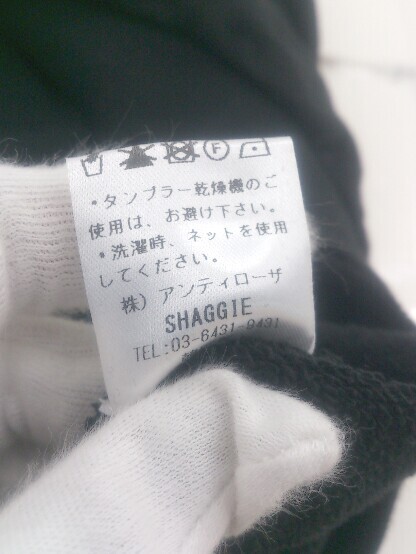 ・タンブラー乾燥機のご
使用は、お避け下さい。
・洗濯時、ネットを使用
してください。
株）アンティローザ
SHAGGIE
TEL:03-6431-9431